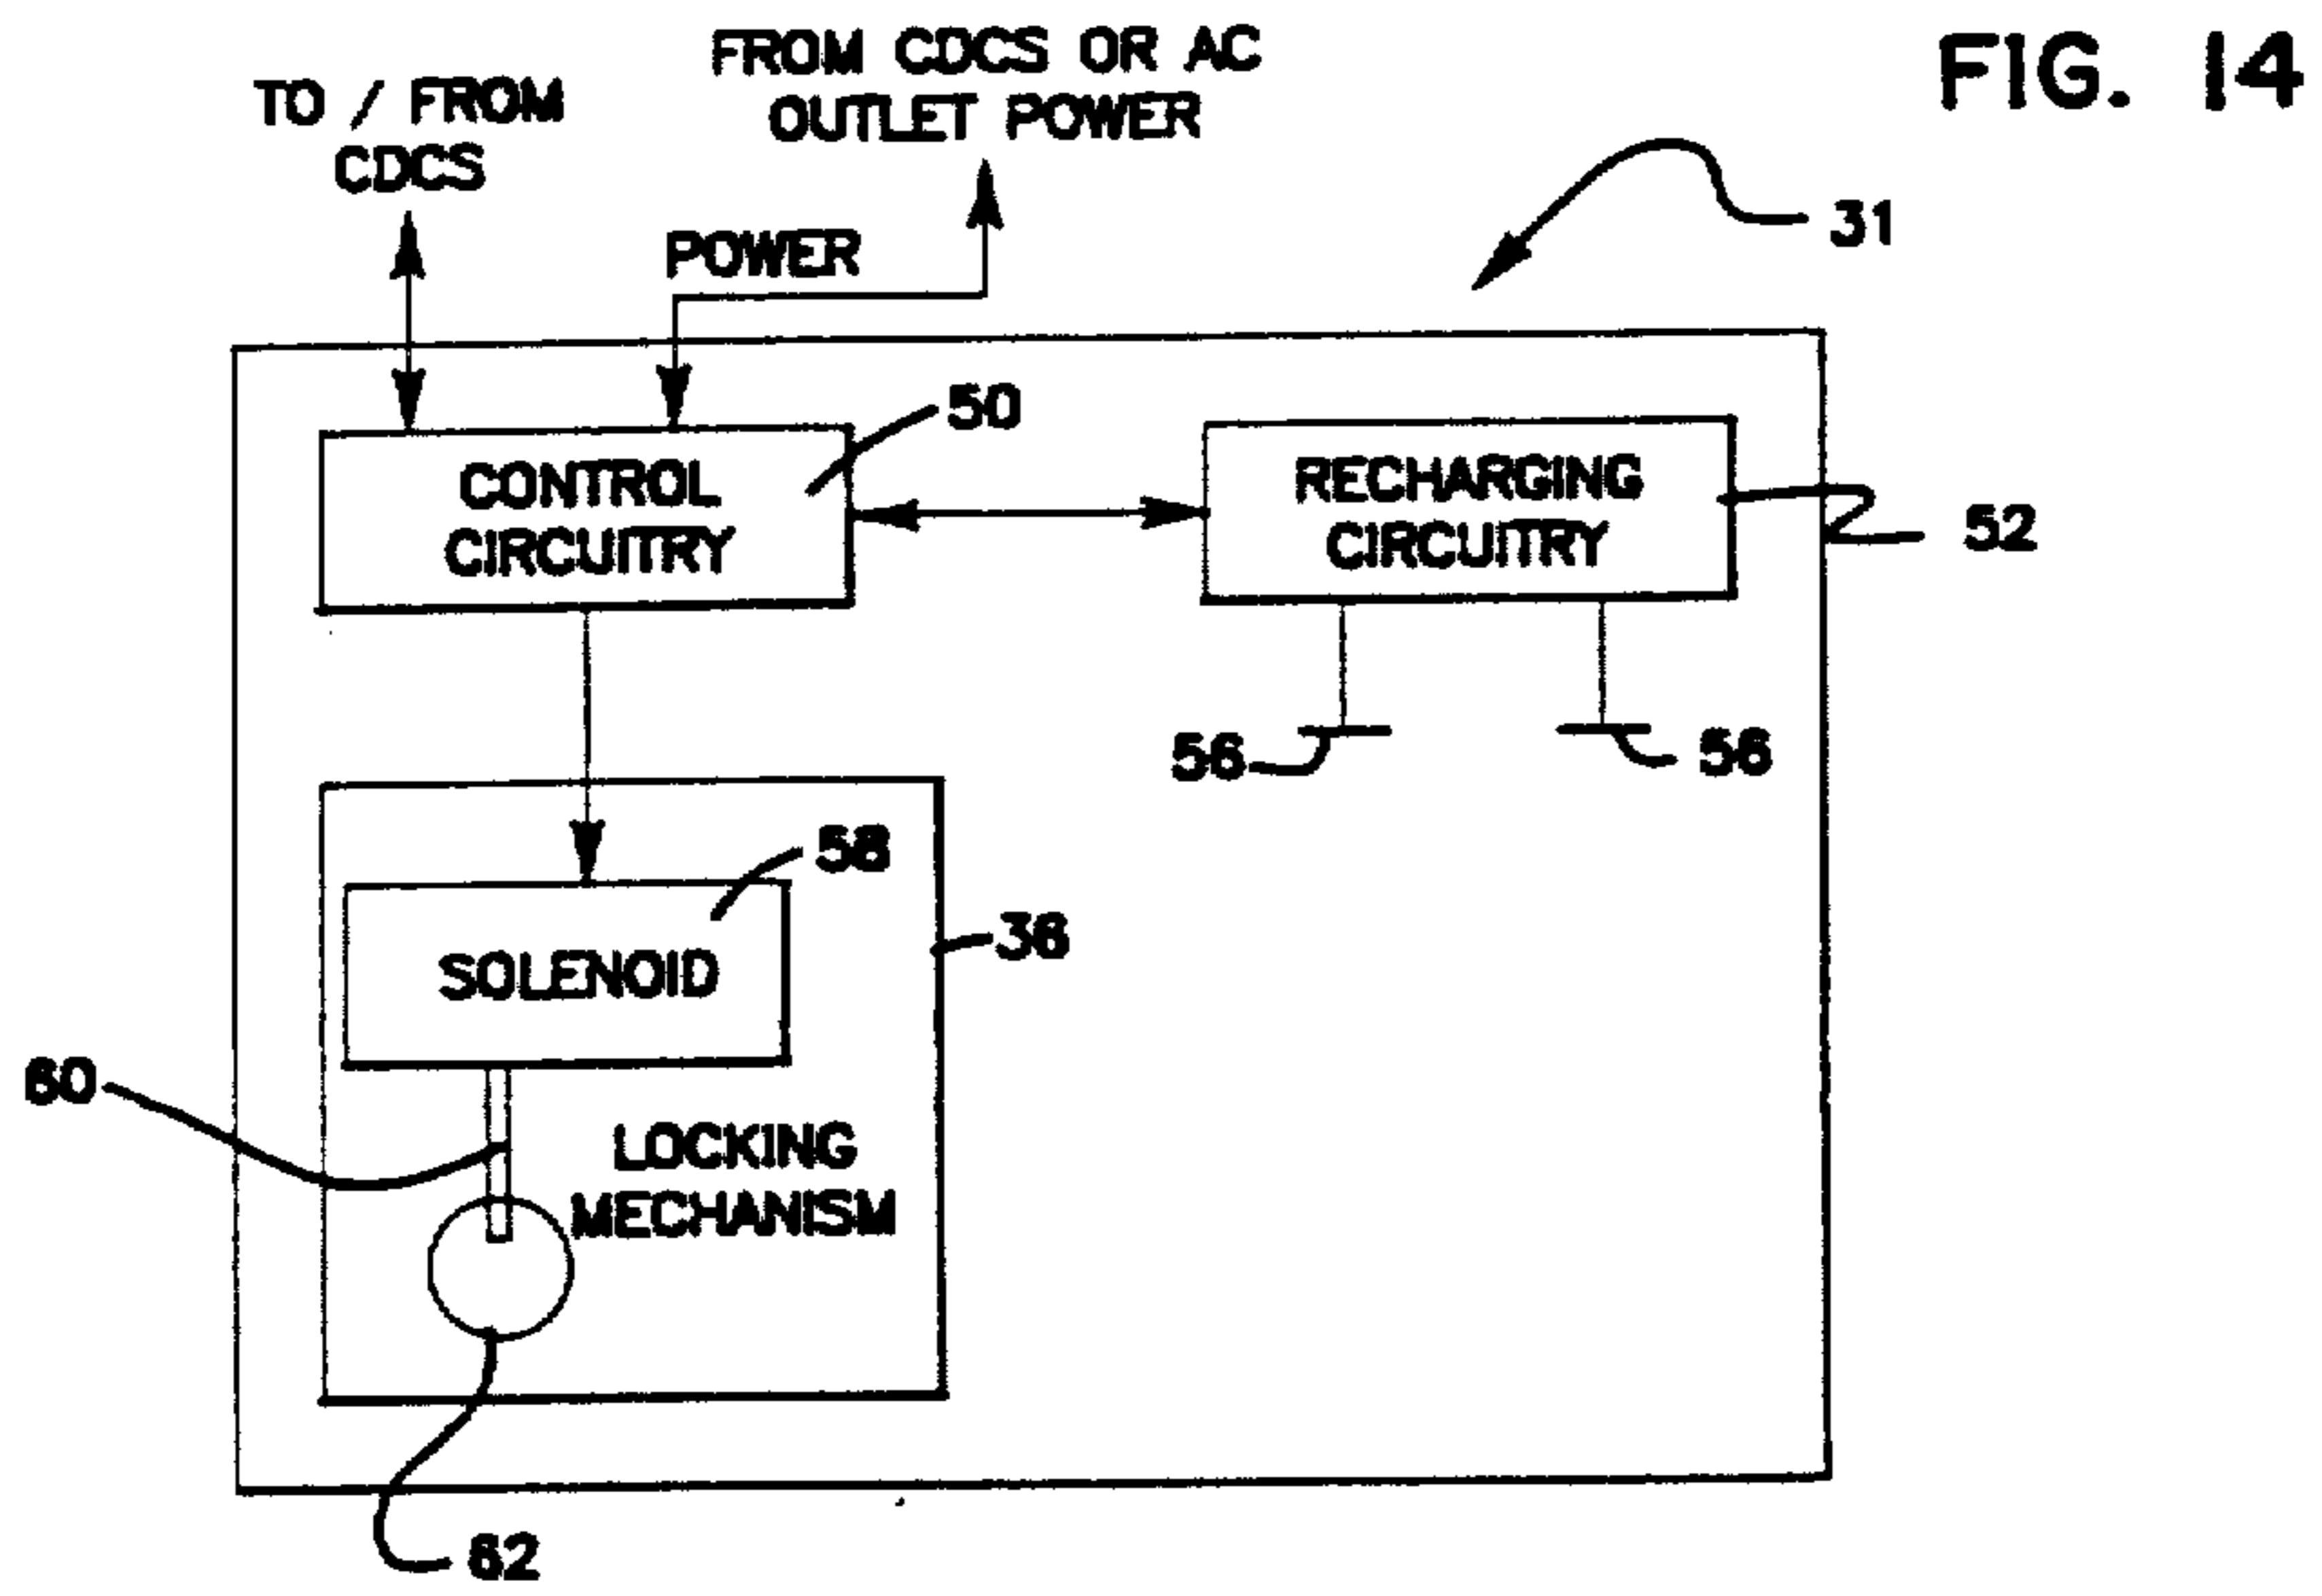 FIG. 14
FROM CDCS OR AC
OUTLET POWER
TO / FROM
CDCS
POWER
31
50
CONTROL
CIRCUITRY
RECHARGING
CIRCUITRY
52
56
56
58
SOLENOID
38
60
LOCKING
MECHANISM
62